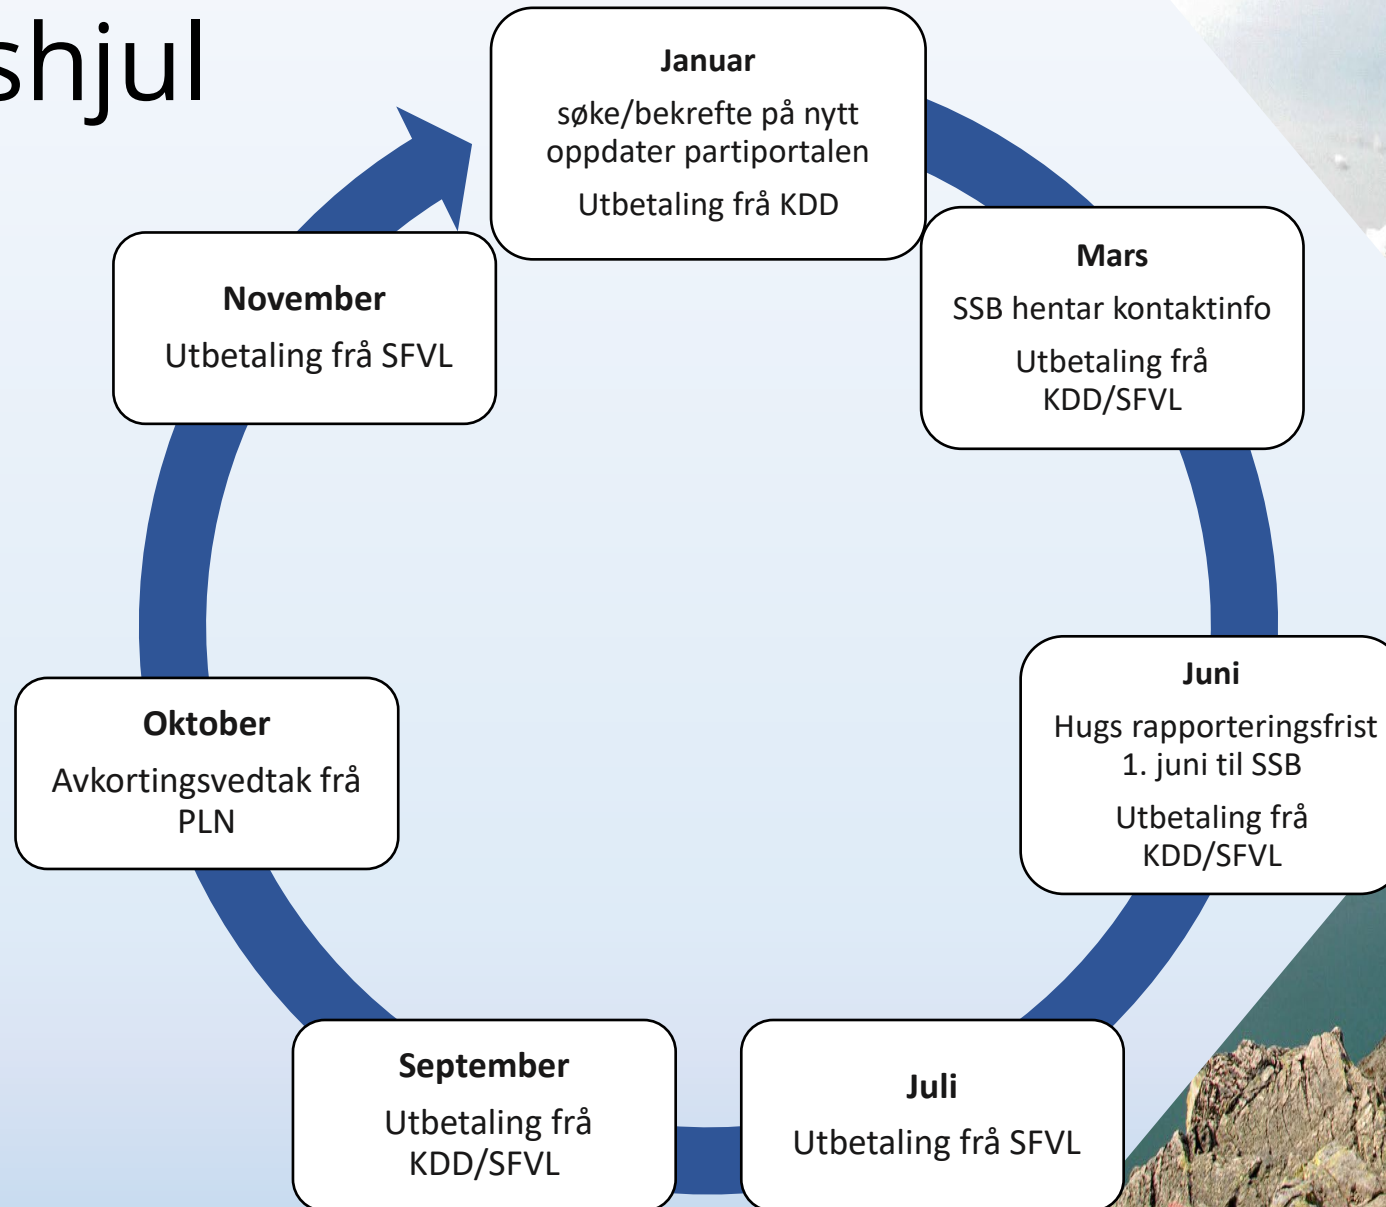 shjul
Januar
søke/bekrefte på nytt
oppdater partiportalen
Utbetaling frå KDD
Mars
SSB hentar kontaktinfo
Utbetaling frå
KDD/SFVL
Juni
Hugs rapporteringsfrist
1. juni til SSB
Utbetaling frå
KDD/SFVL
Juli
Utbetaling frå SFVL
September
Utbetaling frå
KDD/SFVL
Oktober
Avkortingsvedtak frå
PLN
November
Utbetaling frå SFVL